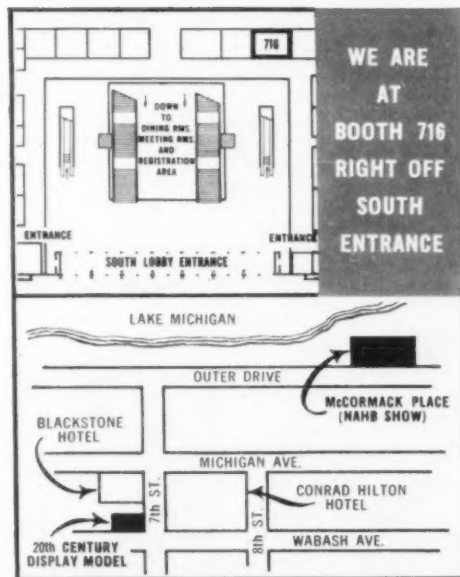 716
WE ARE
AT
BOOTH 716
RIGHT OFF
SOUTH
ENTRANCE
DOWN
TO
DINING RMS.
MEETING RMS.
AND
REGISTRATION
AREA
ENTRANCE
ENTRANCE
SOUTH LOBBY ENTRANCE
LAKE MICHIGAN
OUTER DRIVE
McCORMACK PLACE
(NAHB SHOW)
BLACKSTONE
HOTEL
MICHIGAN AVE.
7th ST.
8th ST.
CONRAD HILTON
HOTEL
20th CENTURY
DISPLAY MODEL
WABASH AVE.